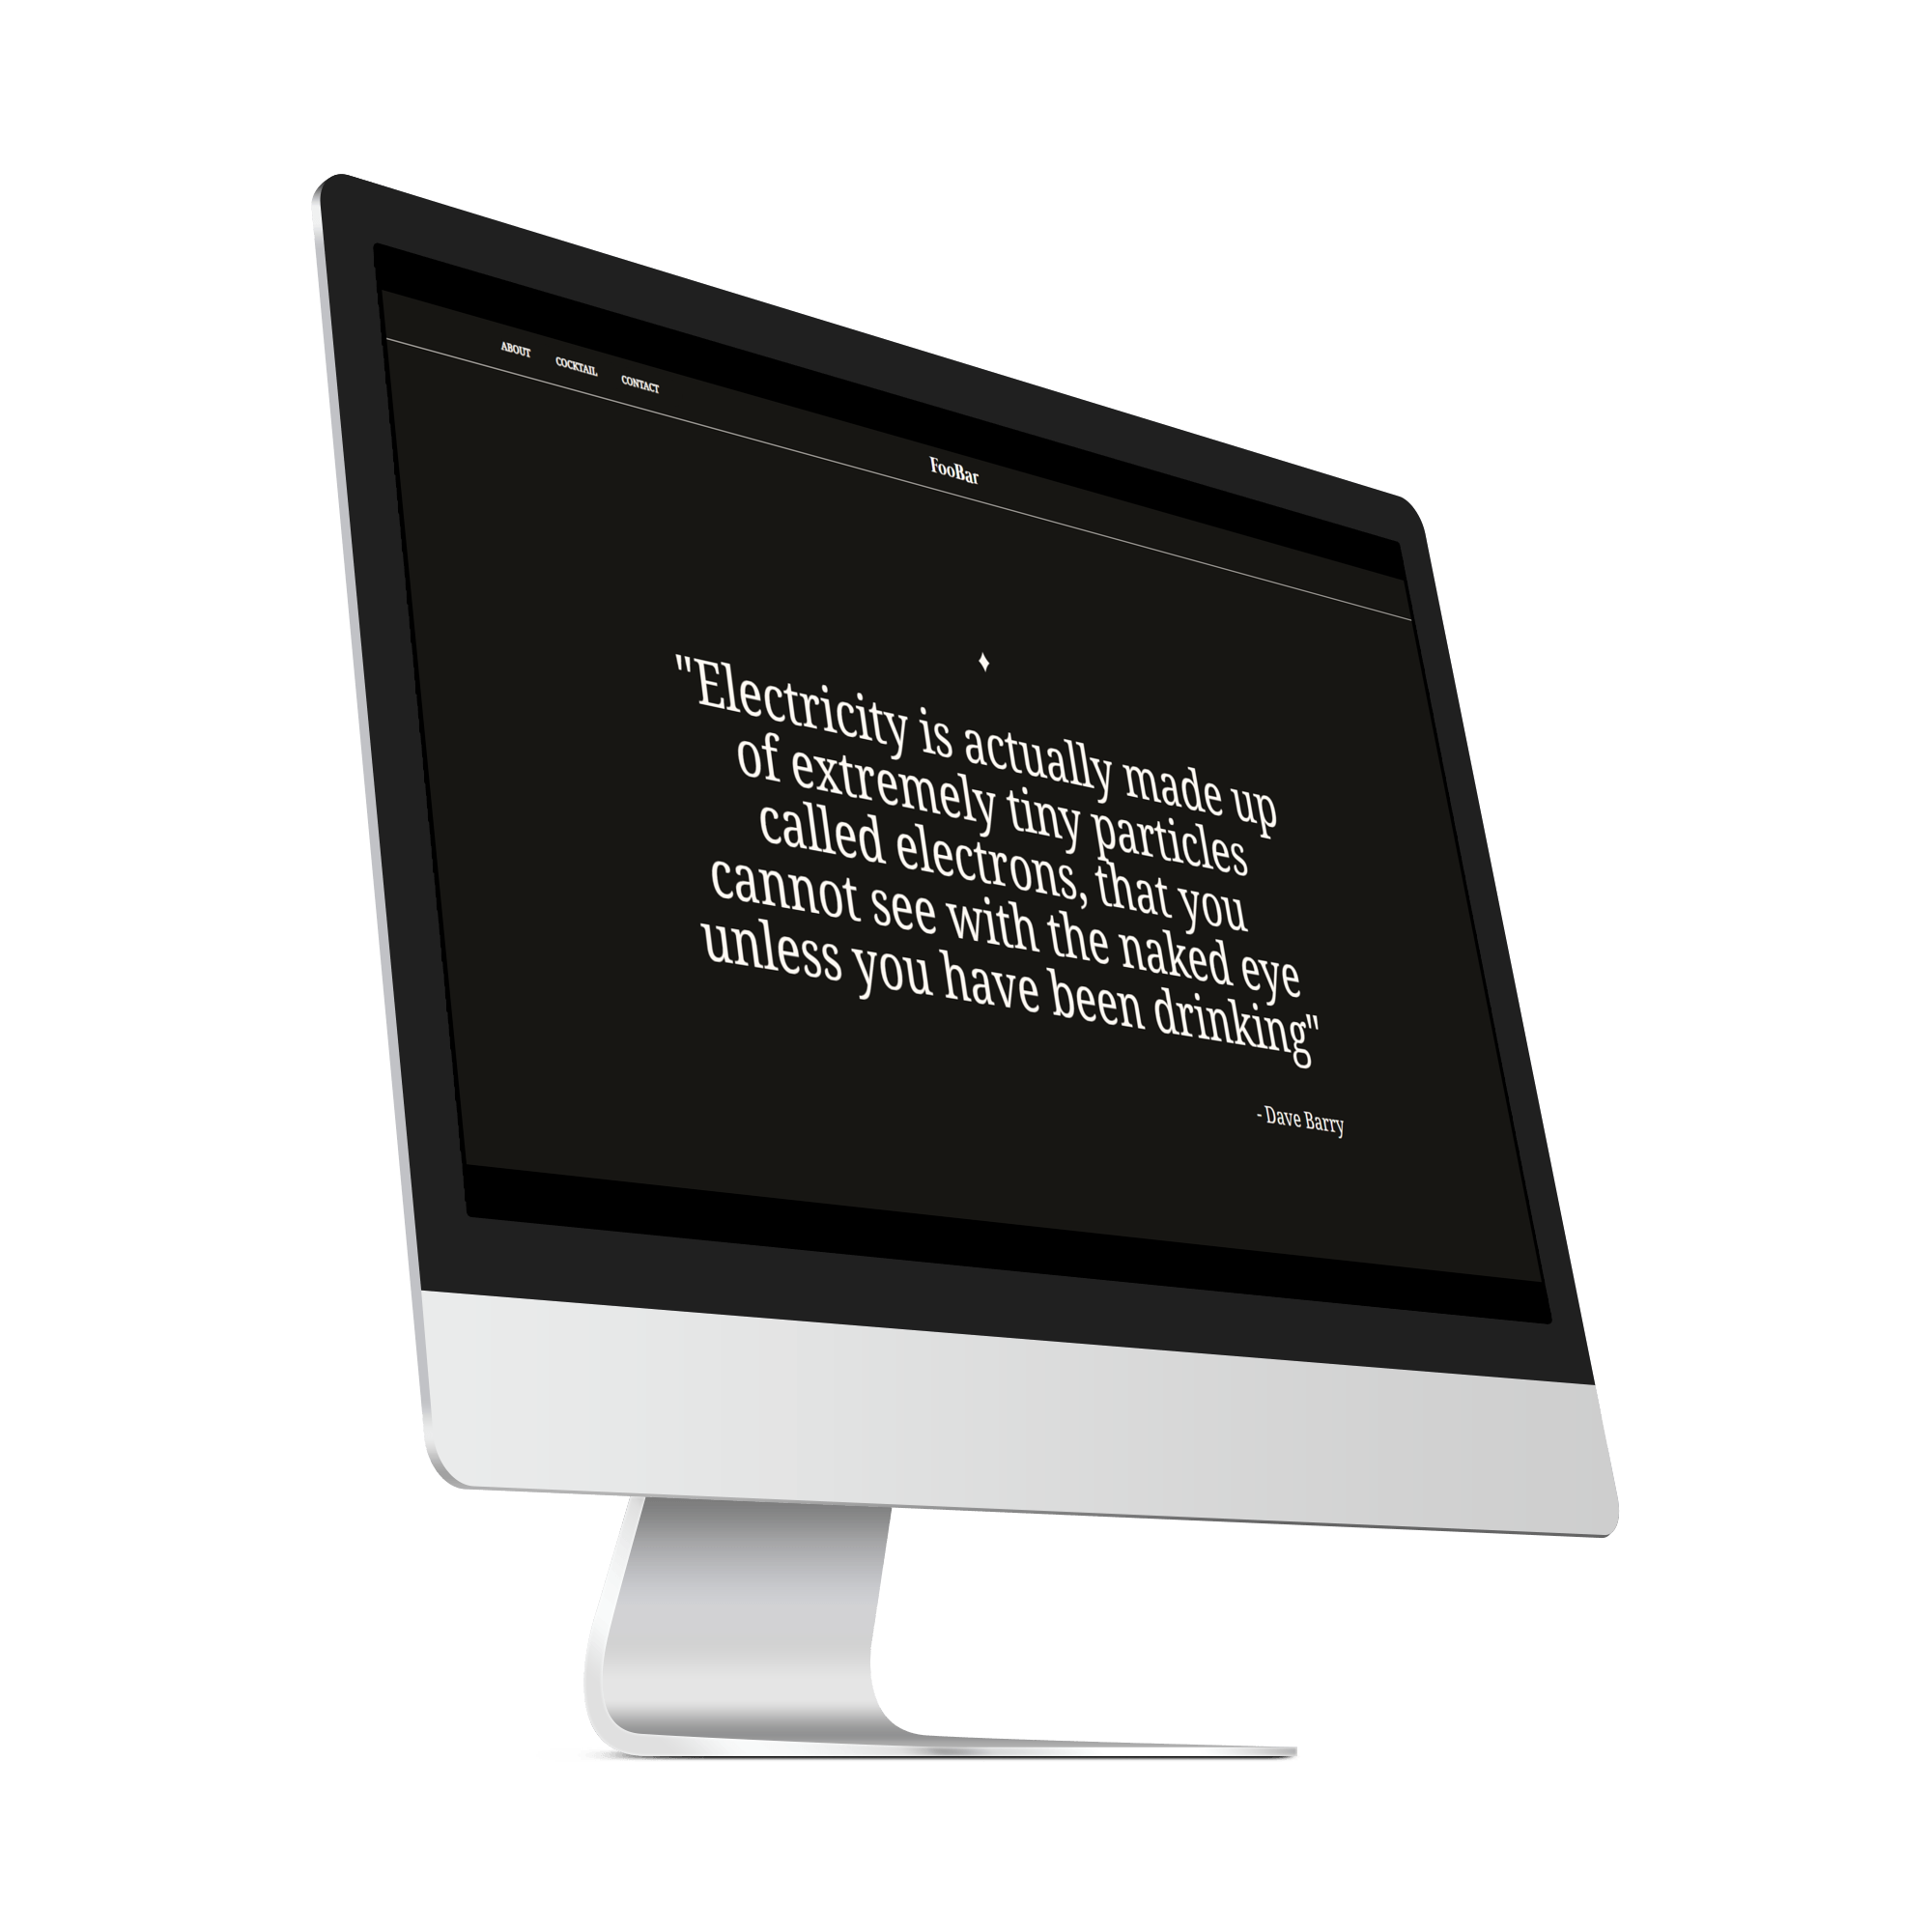 ABOUT COCKTAIL CONTACT
FooBar
"Electricity is actually made up
of extremely tiny particles
called electrons, that you
cannot see with the naked eye
unless you have been drinking"
- Dave Barry